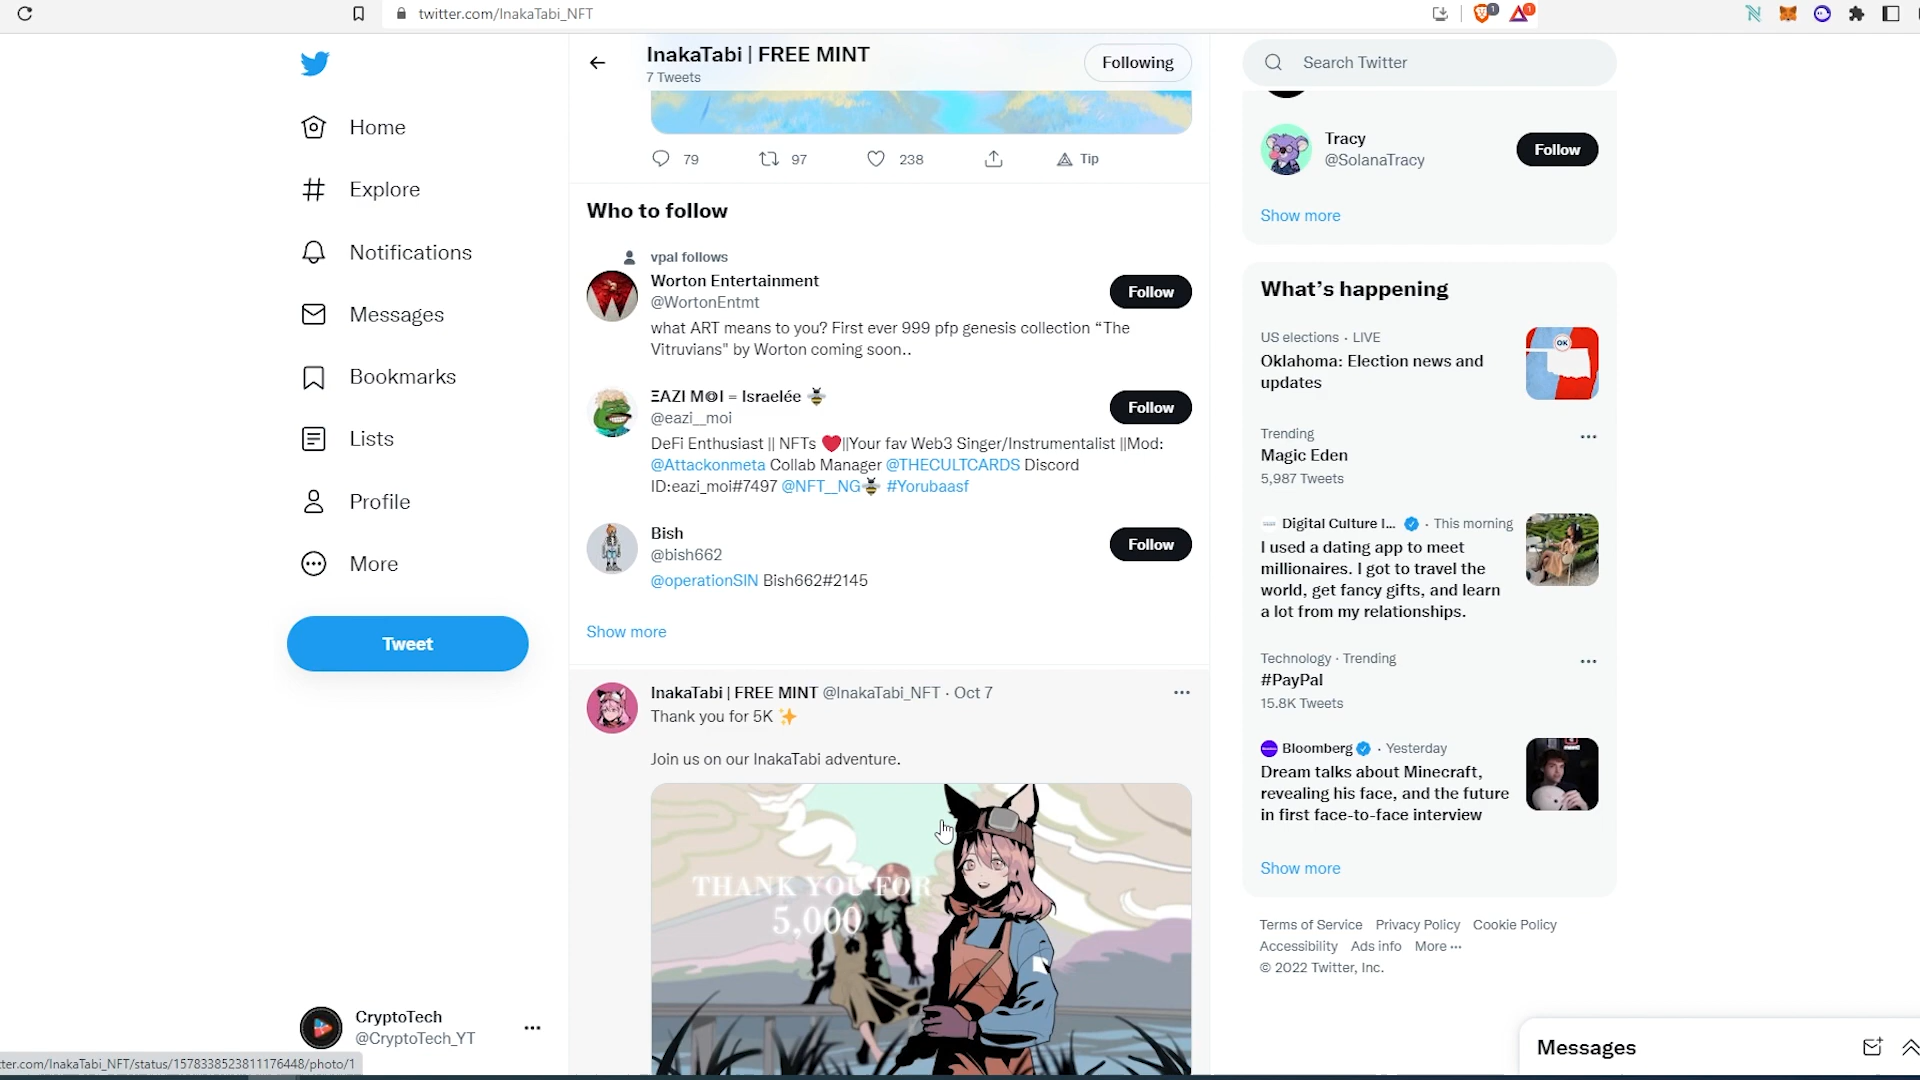 twitter.com/InakaTabi_NFT
1
1
InakaTabi | FREE MINT
7 Tweets
Following
Search Twitter
Home
Explore
Notifications
Messages
Bookmarks
Lists
Profile
More
Tweet
CryptoTech
@CryptoTech_YT
ter.com/InakaTabi_NFT/status/1578338523811176448/photo/1
79
97
238
Tip
Who to follow
vpal follows
Worton Entertainment
@WortonEntmt
Follow
what ART means to you? First ever 999 pfp genesis collection “The
Vitruvians" by Worton coming soon..
ΞAZI M◎I = Israelée 🐝
@eazi__moi
Follow
DeFi Enthusiast || NFTs ❤️||Your fav Web3 Singer/Instrumentalist ||Mod:
@Attackonmeta Collab Manager @THECULTCARDS Discord
ID:eazi_moi#7497 @NFT__NG🐝 #Yorubaasf
Bish
@bish662
Follow
@operationSIN Bish662#2145
Show more
InakaTabi | FREE MINT @InakaTabi_NFT · Oct 7
Thank you for 5K ✨
Join us on our InakaTabi adventure.
THANK YOU FOR
5,000
Tracy
@SolanaTracy
Follow
Show more
What’s happening
US elections · LIVE
Oklahoma: Election news and
updates
OK
Trending
Magic Eden
5,987 Tweets
Digital Culture I... · This morning
I used a dating app to meet
millionaires. I got to travel the
world, get fancy gifts, and learn
a lot from my relationships.
Technology · Trending
#PayPal
15.8K Tweets
Bloomberg · Yesterday
Dream talks about Minecraft,
revealing his face, and the future
in first face-to-face interview
Show more
Terms of Service Privacy Policy Cookie Policy
Accessibility Ads info More ···
© 2022 Twitter, Inc.
Messages